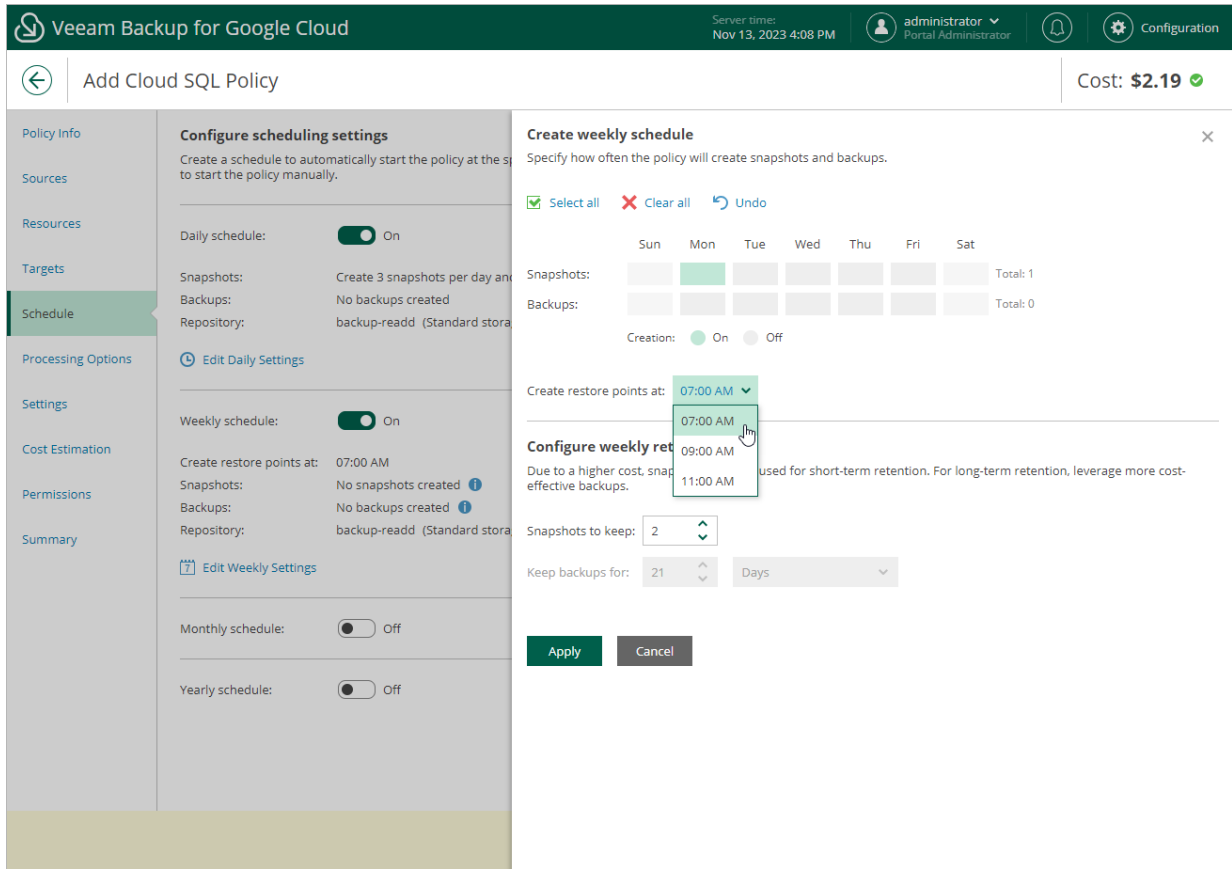 Veeam Backup for Google Cloud
Server time:
Nov 13, 2023 4:08 PM
administrator
Portal Administrator
Configuration
Add Cloud SQL Policy
Cost: $2.19
Policy Info
Sources
Resources
Targets
Schedule
Processing Options
Settings
Cost Estimation
Permissions
Summary
Configure scheduling settings
Create a schedule to automatically start the policy at the
to start the policy manually.
Daily schedule: On
Snapshots: Create 3 snapshots per day and
Backups: No backups created
Repository: backup-readd (Standard
Edit Daily Settings
Weekly schedule: On
Create restore points at: 07:00 AM
Snapshots: No snapshots created
Backups: No backups created
Repository: backup-readd (Standard
7 Edit Weekly Settings
Monthly schedule: Off
Yearly schedule: Off
Create weekly schedule
Specify how often the policy will create snapshots and backups.
Select all Clear all Undo
Sun Mon Tue Wed Thu Fri Sat
Snapshots: Total: 1
Backups: Total: 0
Creation: On Off
Create restore points at: 07:00 AM
07:00 AM
09:00 AM
11:00 AM
Configure weekly
Due to a higher cost, used for short-term retention. For long-term retention, leverage more cost-
effective backups.
Snapshots to keep: 2
Keep backups for: 21 Days
Apply Cancel